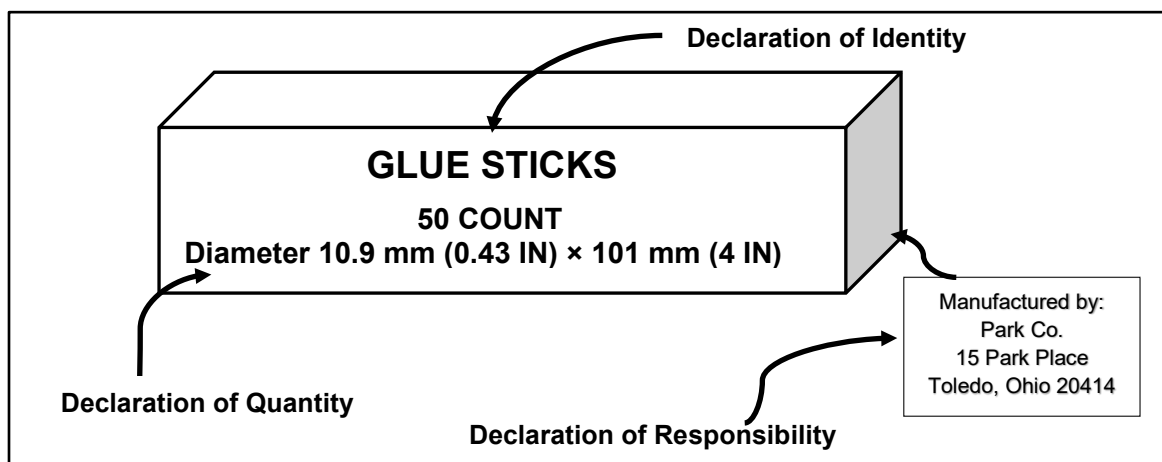 Declaration of Identity
GLUE STICKS
50 COUNT
Diameter 10.9 mm (0.43 IN) × 101 mm (4 IN)
Manufactured by:
Park Co.
15 Park Place
Toledo, Ohio 20414
Declaration of Quantity
Declaration of Responsibility